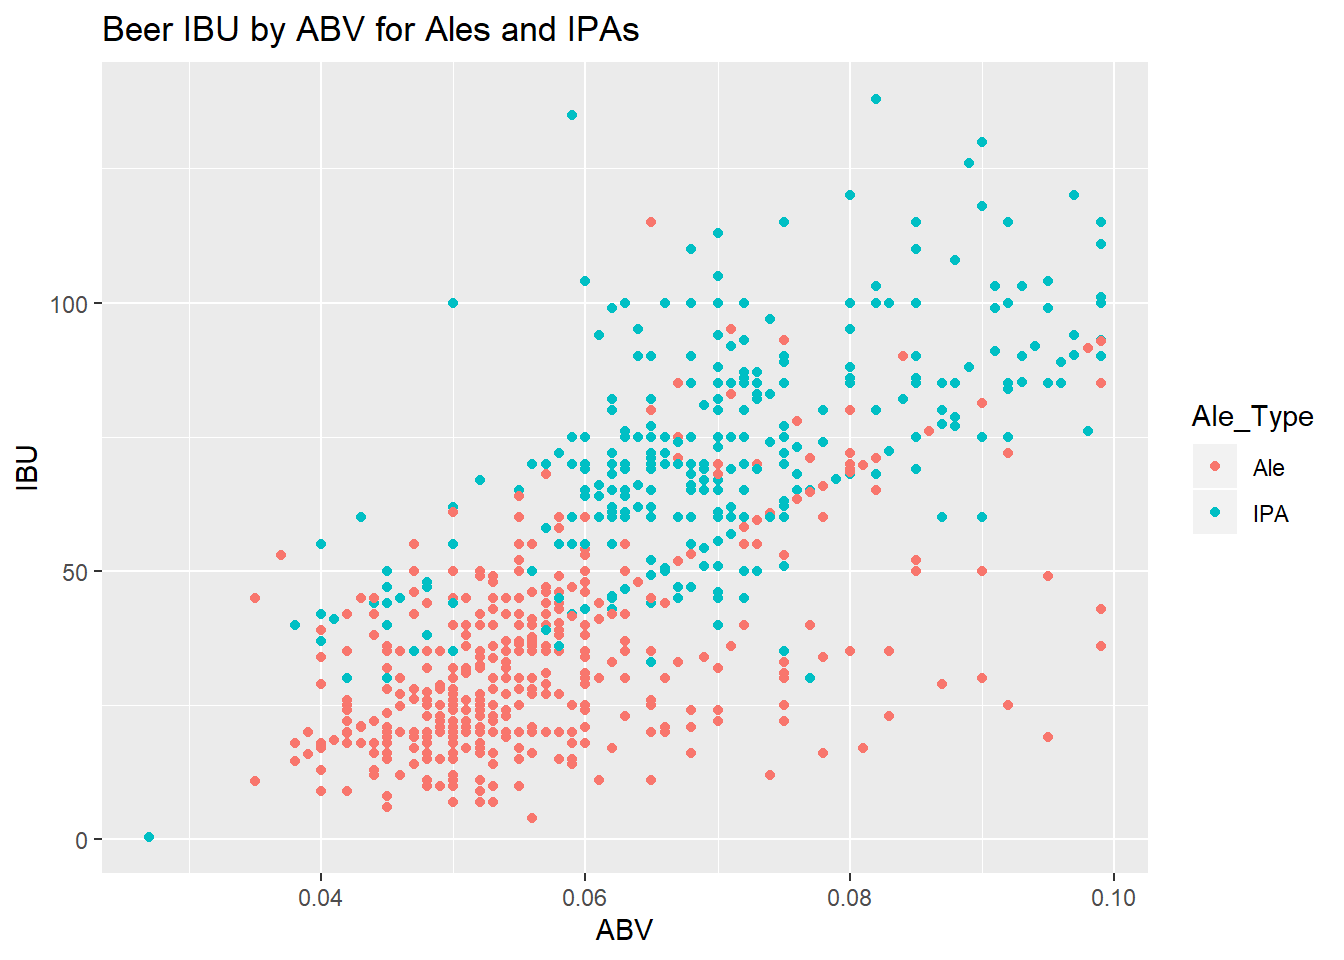 Beer IBU by ABV for Ales and IPAs
IBU
100
50
0
0.04
0.06
0.08
0.10
ABV
Ale_Type
Ale
IPA